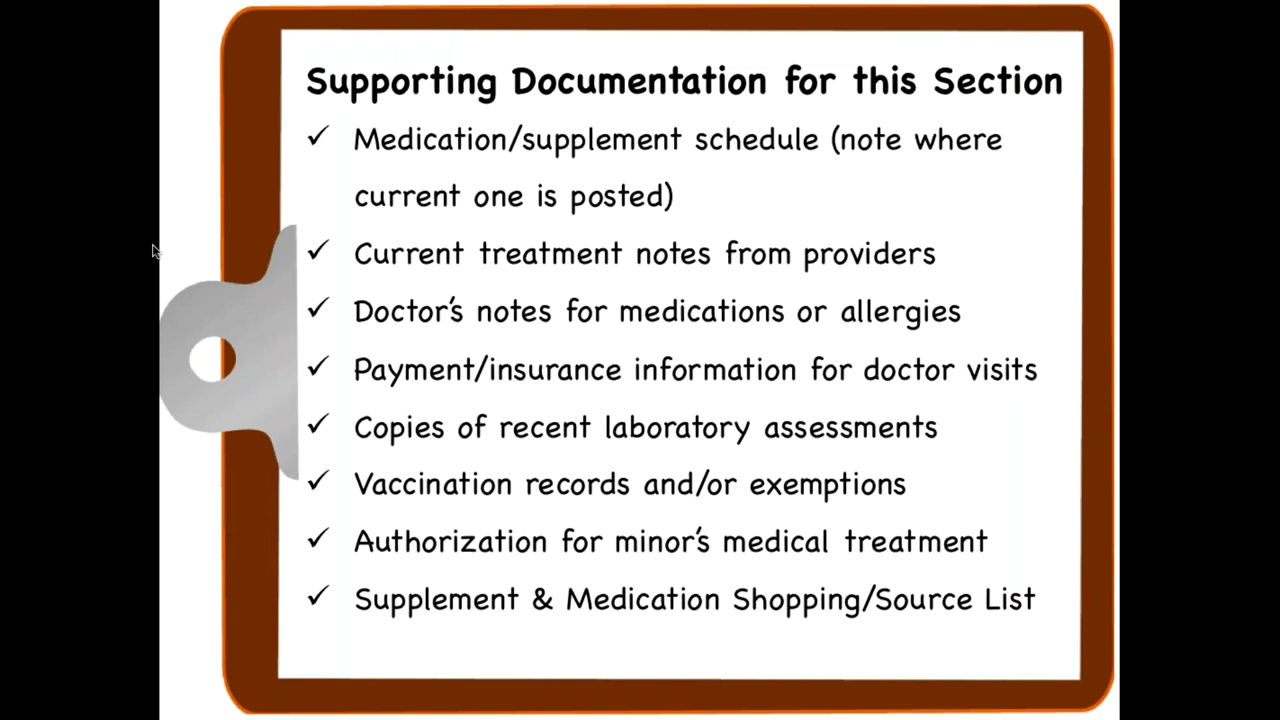 Supporting Documentation for this Section
✓ Medication/supplement schedule (note where
current one is posted)
✓ Current treatment notes from providers
✓ Doctor's notes for medications or allergies
✓ Payment/insurance information for doctor visits
✓ Copies of recent laboratory assessments
✓ Vaccination records and/or exemptions
✓ Authorization for minor's medical treatment
✓ Supplement & Medication Shopping/Source List